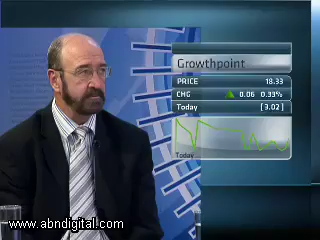 Growthpoint
PRICE 18.33
CHG 0.06 0.33%
Today [3.02]
Today
www.abndigital.com